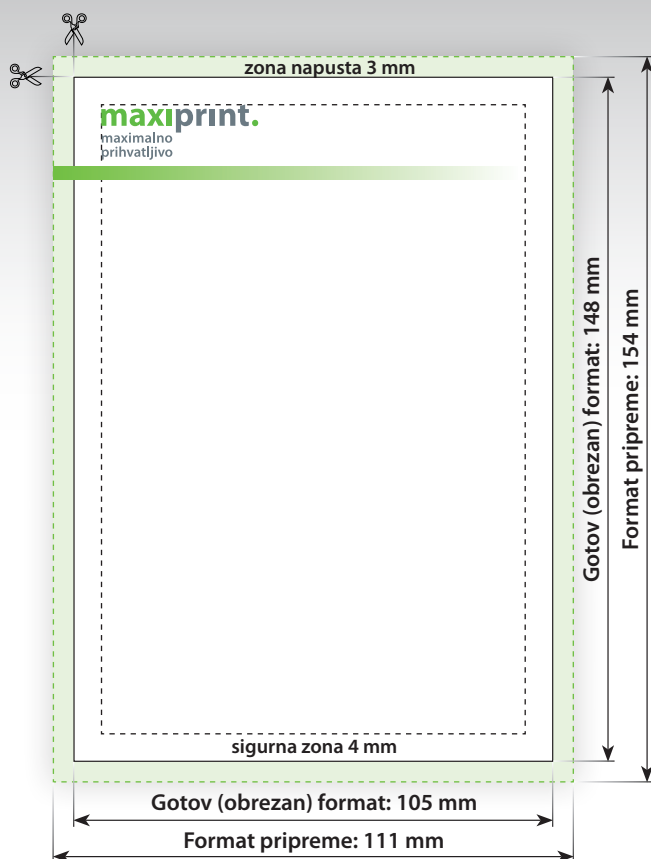 zona napusta 3 mm
maxiprint.
maximalno
prihvatljivo
Gotov (obrezan) format: 148 mm
Format pripreme: 154 mm
sigurna zona 4 mm
Gotov (obrezan) format: 105 mm
Format pripreme: 111 mm